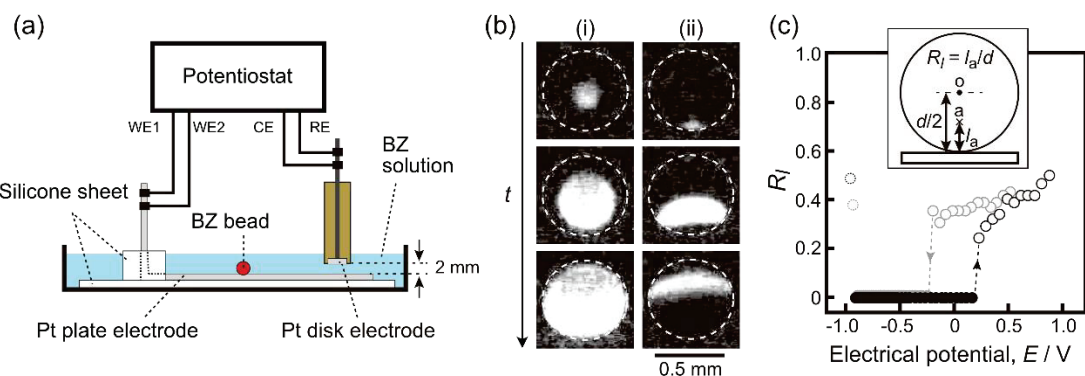 (a)
Potentiostat
WE1
WE2
CE
RE
BZ
solution
Silicone sheet
BZ bead
2 mm
Pt plate electrode
Pt disk electrode
(b)
(i)
(ii)
t
0.5 mm
(c)
R_l = l_a/d
o
a
d/2
l_a
R_l
1.0
0.8
0.6
0.4
0.2
0
-1.0
-0.5
0
0.5
1.0
Electrical potential, E / V